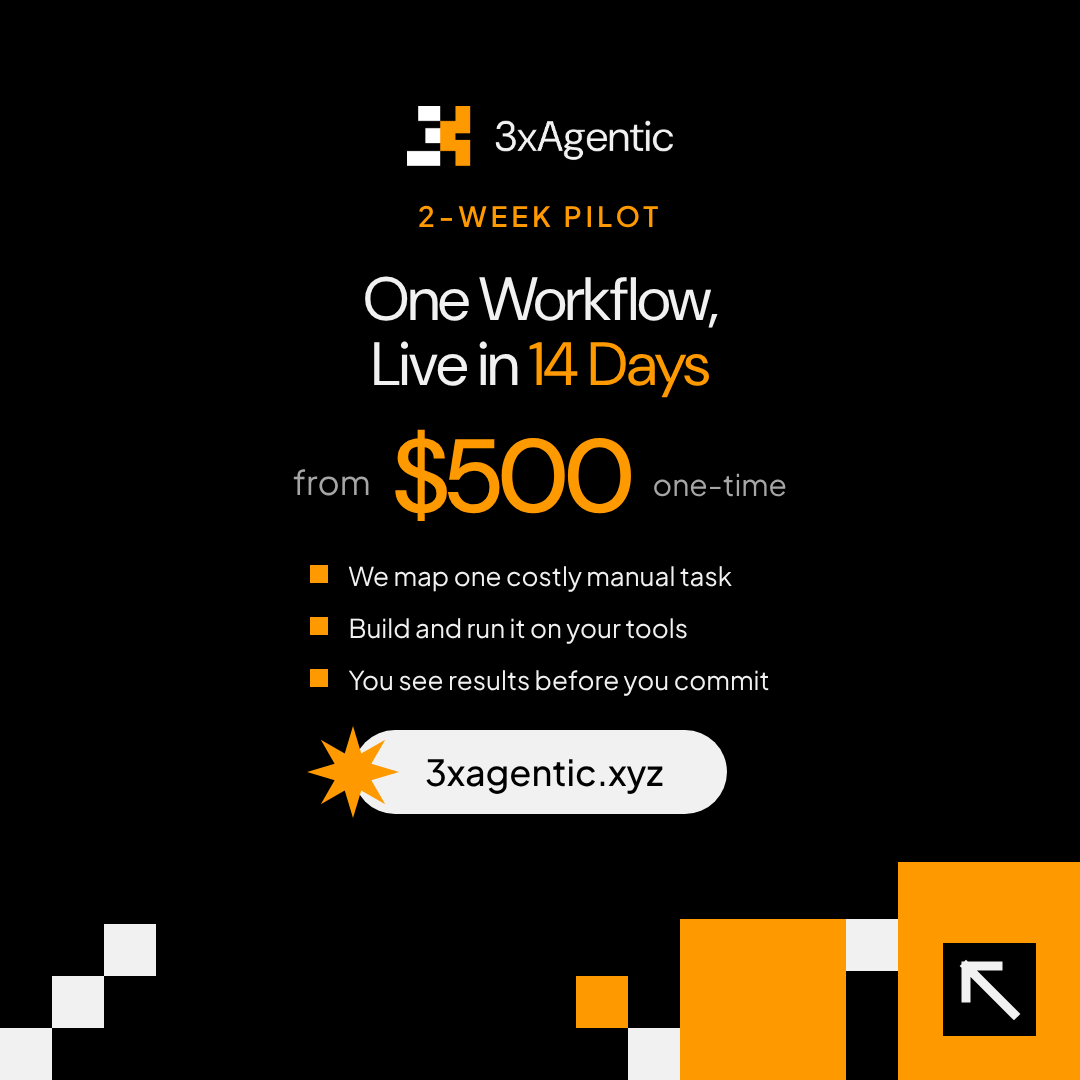 3xAgentic
2-WEEK PILOT
One Workflow,
Live in 14 Days
from $500 one-time
We map one costly manual task
Build and run it on your tools
You see results before you commit
3xagentic.xyz